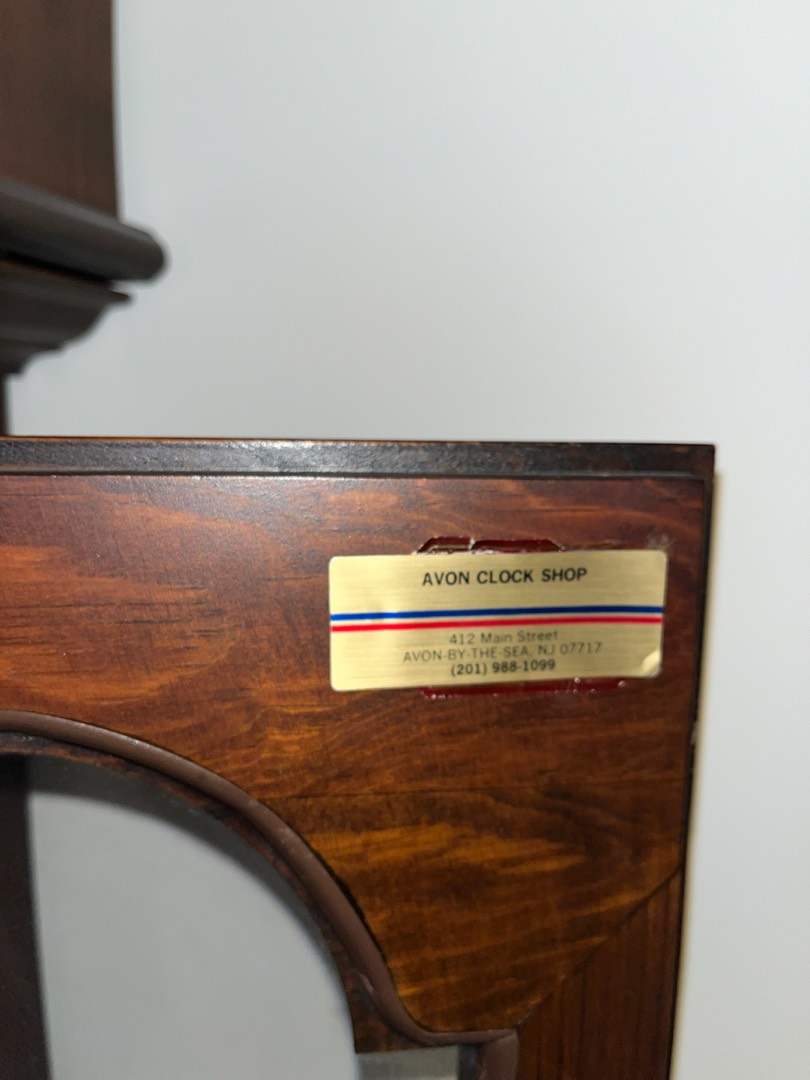 AVON CLOCK SHOP
412 Main Street
AVON-BY-THE-SEA, NJ 07717
(201) 988-1099